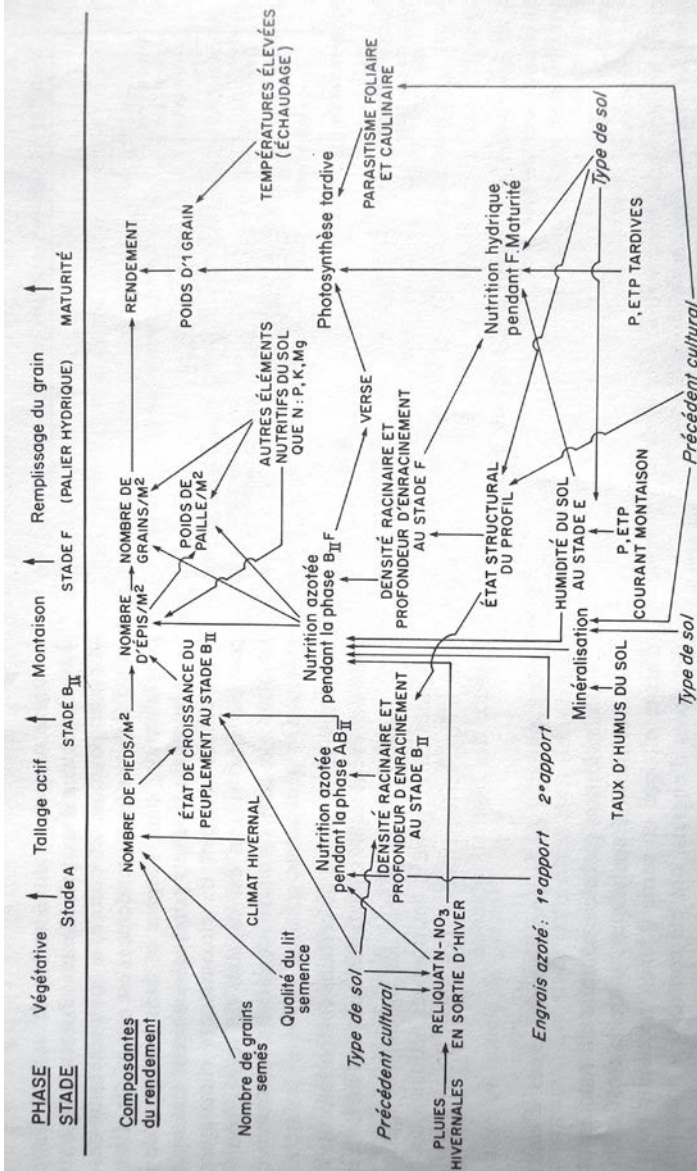 PHASE Végétative Tallage actif Montaison Remplissage du grain
STADE Stade A STADE BII STADE F (PALIER HYDRIQUE) MATURITÉ
Composantes
du rendement
NOMBRE DE PIEDS/M²
NOMBRE
D'ÉPIS/M²
NOMBRE DE
GRAINS/M²
RENDEMENT
POIDS DE
PAILLE/M²
POIDS D'1 GRAIN
Nombre de grains
semés
Qualité du lit
semence
CLIMAT HIVERNAL
ÉTAT DE CROISSANCE DU
PEUPLEMENT AU STADE BII
AUTRES ÉLÉMENTS
NUTRITIFS DU SOL
QUE N : P, K, Mg
TEMPÉRATURES ÉLEVÉES
(ÉCHAUDAGE)
Type de sol
Précédent cultural
Nutrition azotée
pendant la phase ABII
Nutrition azotée
pendant la phase BII F
VERSE
Photosynthèse tardive
PARASITISME FOLIAIRE
ET CAULINAIRE
DENSITÉ RACINAIRE ET
PROFONDEUR D'ENRACINEMENT
AU STADE BII
DENSITÉ RACINAIRE ET
PROFONDEUR D'ENRACINEMENT
AU STADE F
PLUIES
HIVERNALES
RELIQUAT N-NO3
EN SORTIE D'HIVER
ÉTAT STRUCTURAL
DU PROFIL
Nutrition hydrique
pendant F. Maturité
Engrais azoté : 1° apport 2° apport
Minéralisation
HUMIDITÉ DU SOL
AU STADE E
Type de sol
TAUX D'HUMUS DU SOL
P, ETP
COURANT MONTAISON
P, ETP TARDIVES
Type de sol
Précédent cultural